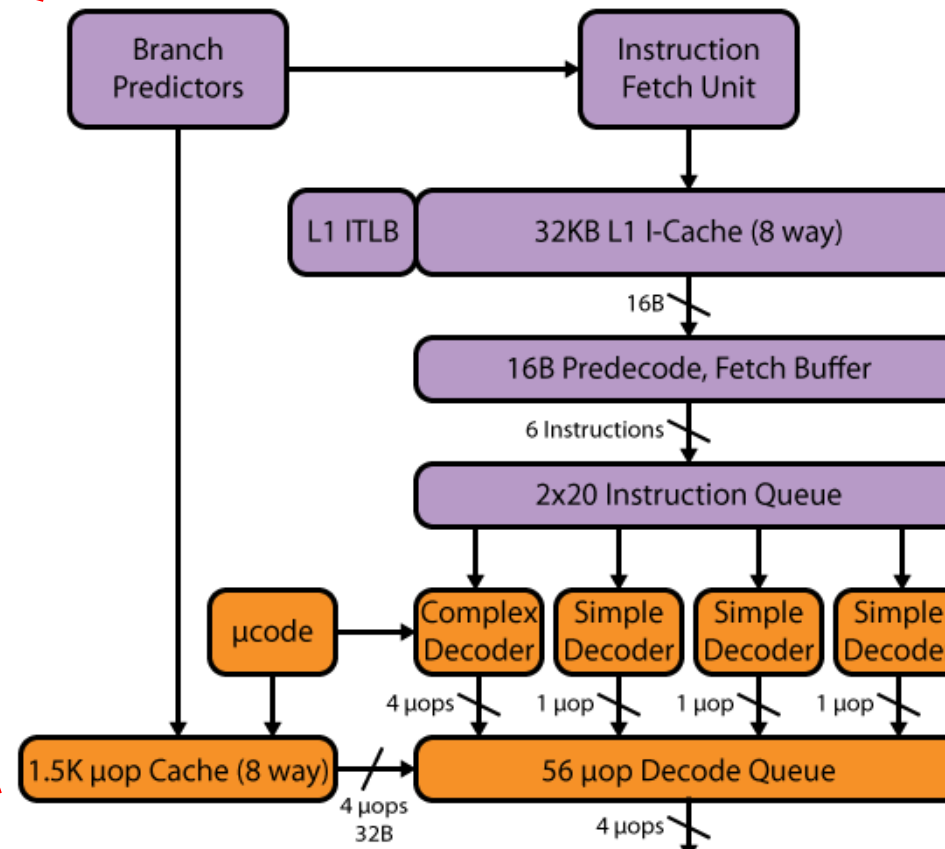 Branch
Predictors
Instruction
Fetch Unit
L1 ITLB
32KB L1 I-Cache (8 way)
16B
16B Predecode, Fetch Buffer
6 Instructions
2x20 Instruction Queue
µcode
Complex
Decoder
Simple
Decoder
Simple
Decoder
Simple
Decode
4 µops
1 µop
1 µop
1 µop
1.5K µop Cache (8 way)
4 µops
32B
56 µop Decode Queue
4 µops